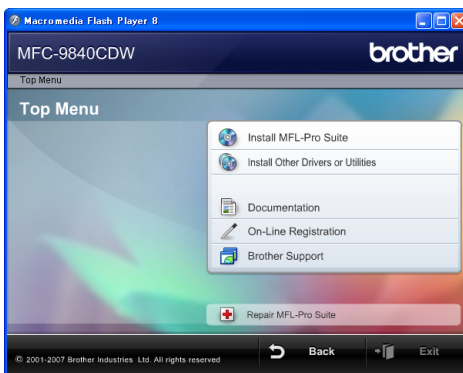 Macromedia Flash Player 8
MFC-9840CDW
brother
Top Menu
Top Menu
Install MFL-Pro Suite
Install Other Drivers or Utilities
Documentation
On-Line Registration
Brother Support
Repair MFL-Pro Suite
© 2001-2007 Brother Industries Ltd. All rights reserved
Back
Exit